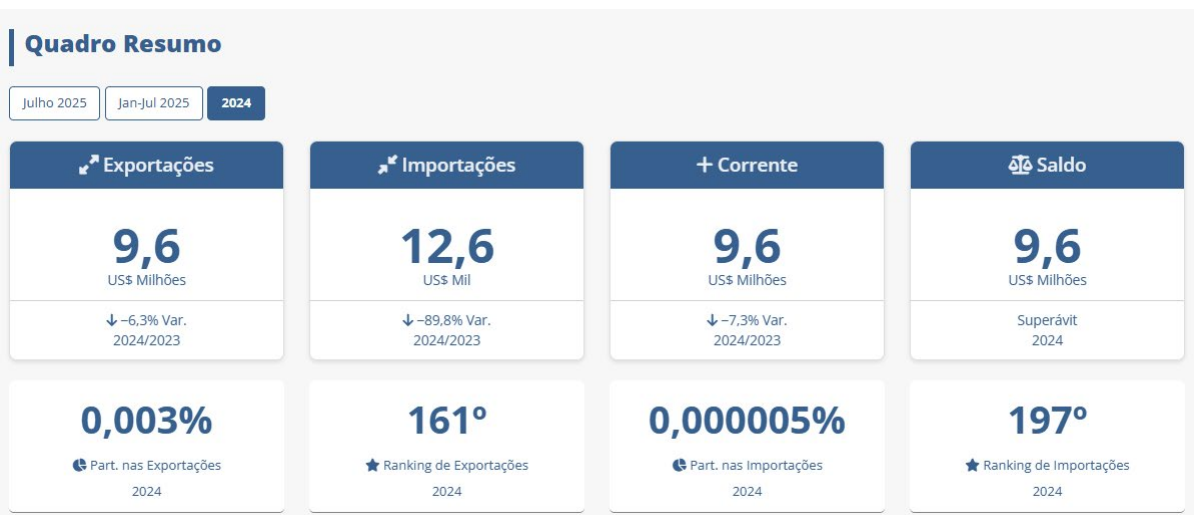 Quadro Resumo
Julho 2025 Jan-Jul 2025 2024
Exportações
9,6
US$ Milhões
−6,3% Var.
2024/2023
Importações
12,6
US$ Mil
−89,8% Var.
2024/2023
Corrente
9,6
US$ Milhões
−7,3% Var.
2024/2023
Saldo
9,6
US$ Milhões
Superávit
2024
0,003%
Part. nas Exportações
2024
161º
Ranking de Exportações
2024
0,000005%
Part. nas Importações
2024
197º
Ranking de Importações
2024